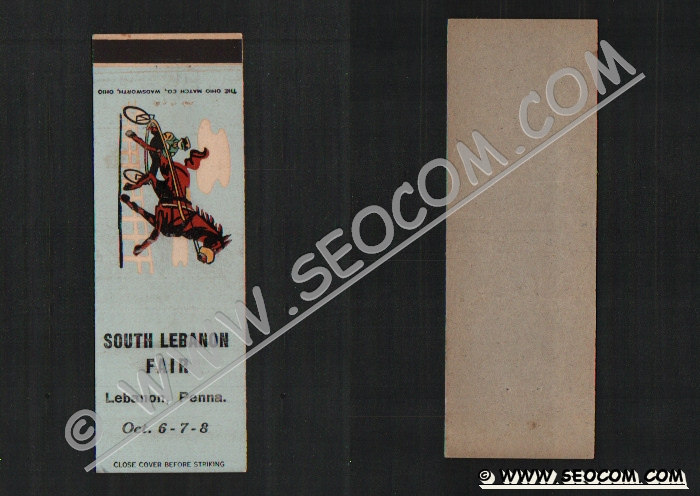 THE OHIO MATCH CO., WADSWORTH, OHIO
SOUTH LEBANON
FAIR
Lebanon, Penna.
Oct. 6-7-8
CLOSE COVER BEFORE STRIKING
© WWW.SEOCOM.COM
© WWW.SEOCOM.COM